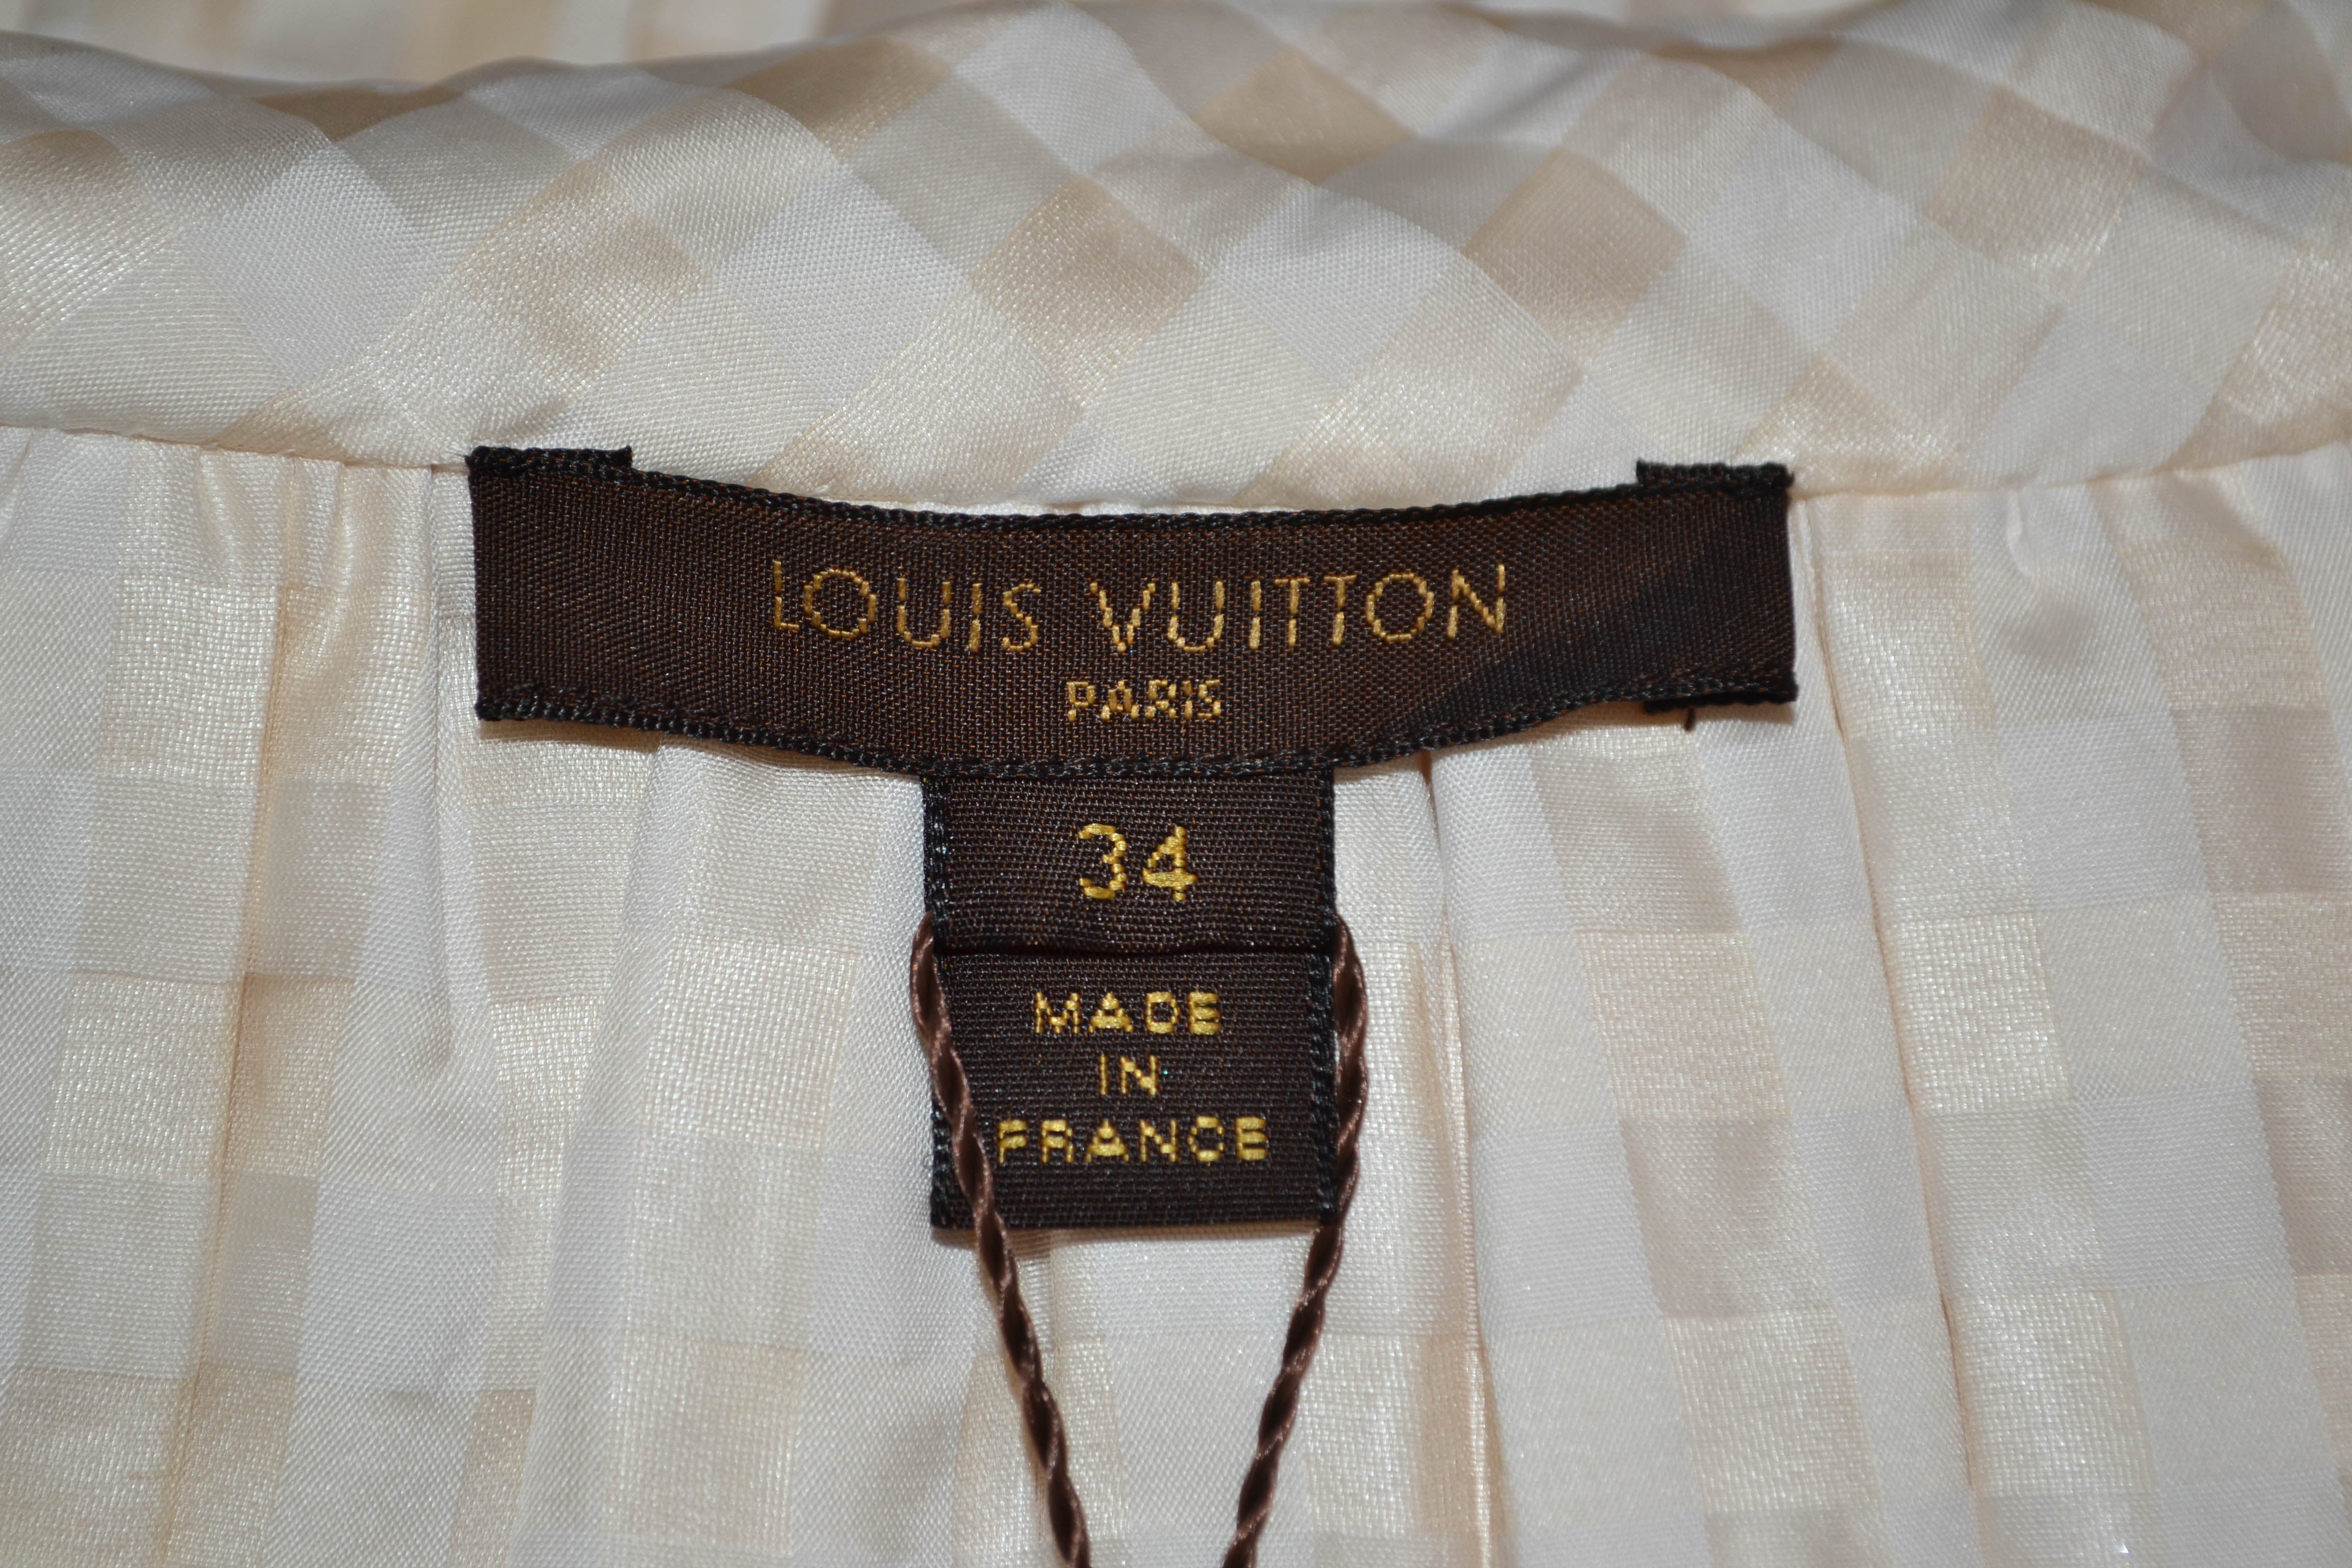 LOUIS VUITTON
PARIS
34
MADE
IN
FRANCE